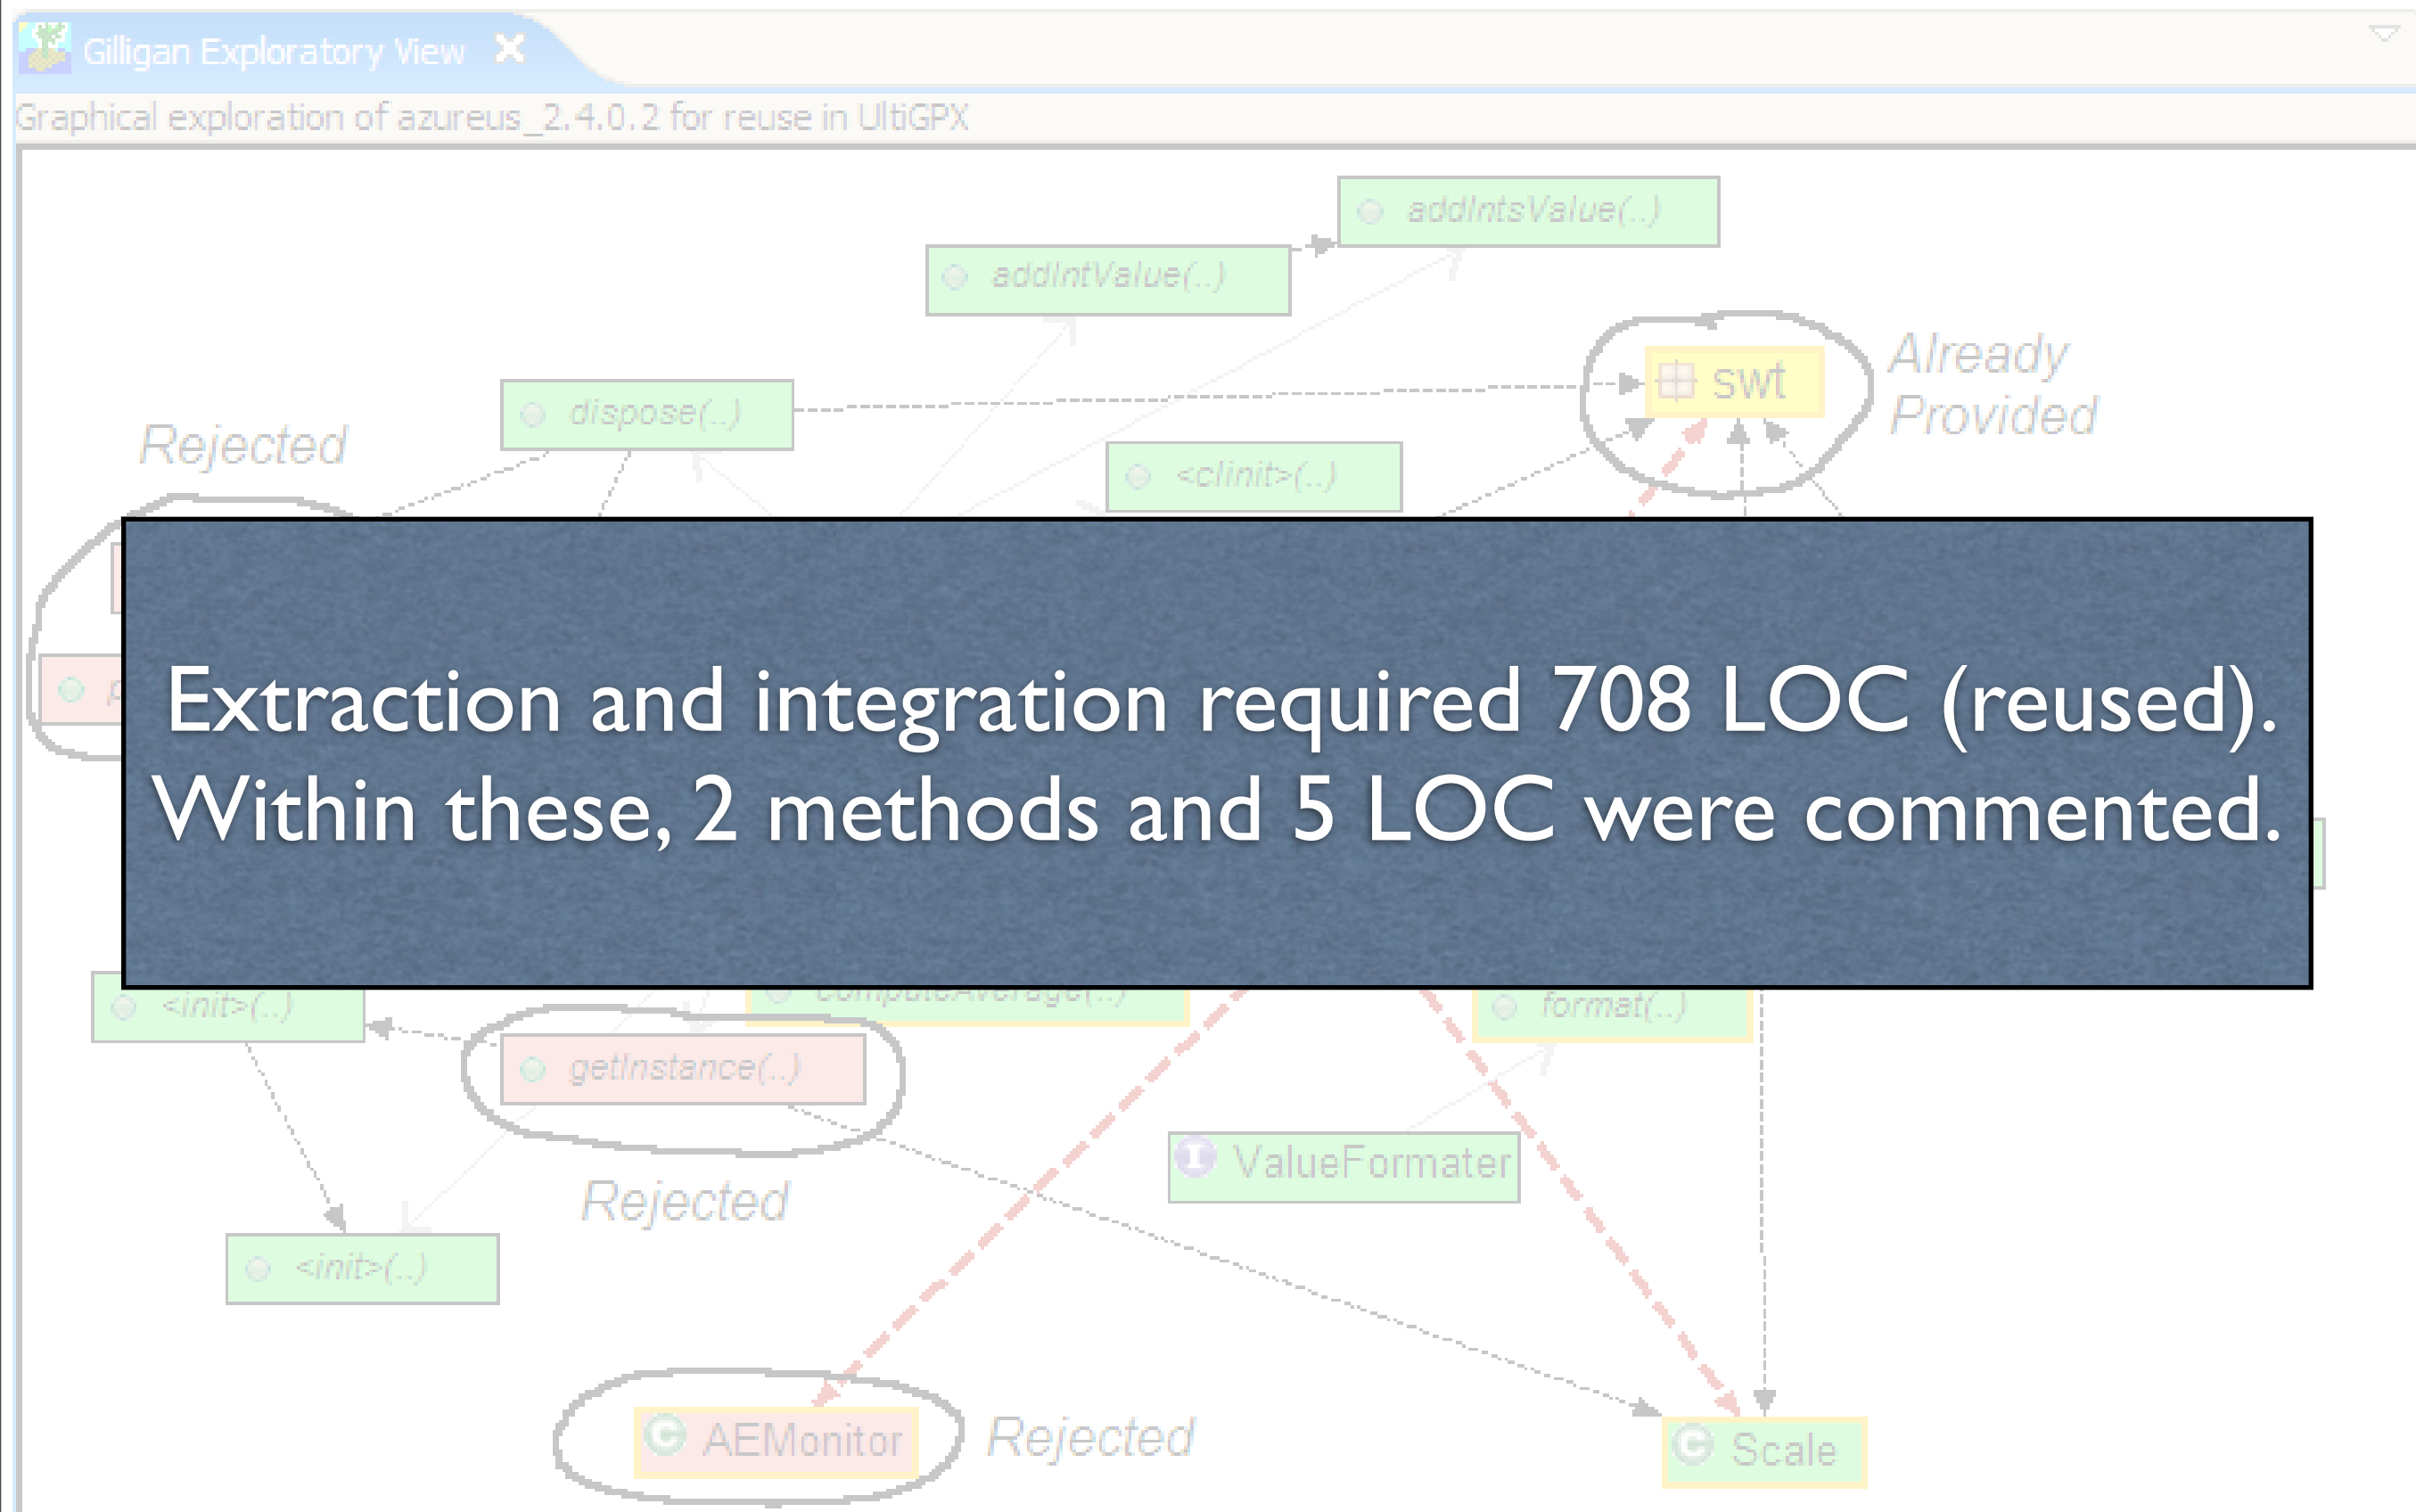 Gilligan Exploratory View
Graphical exploration of azureus_2.4.0.2 for reuse in UltiGPX
addIntsValue(..)
addIntValue(..)
Already
Provided
swt
dispose(..)
Rejected
<clinit>(..)
Extraction and integration required 708 LOC (reused).
Within these, 2 methods and 5 LOC were commented.
computeAverage(..)
<init>(..)
format(..)
getInstance(..)
ValueFormater
Rejected
<init>(..)
AEMonitor
Rejected
Scale